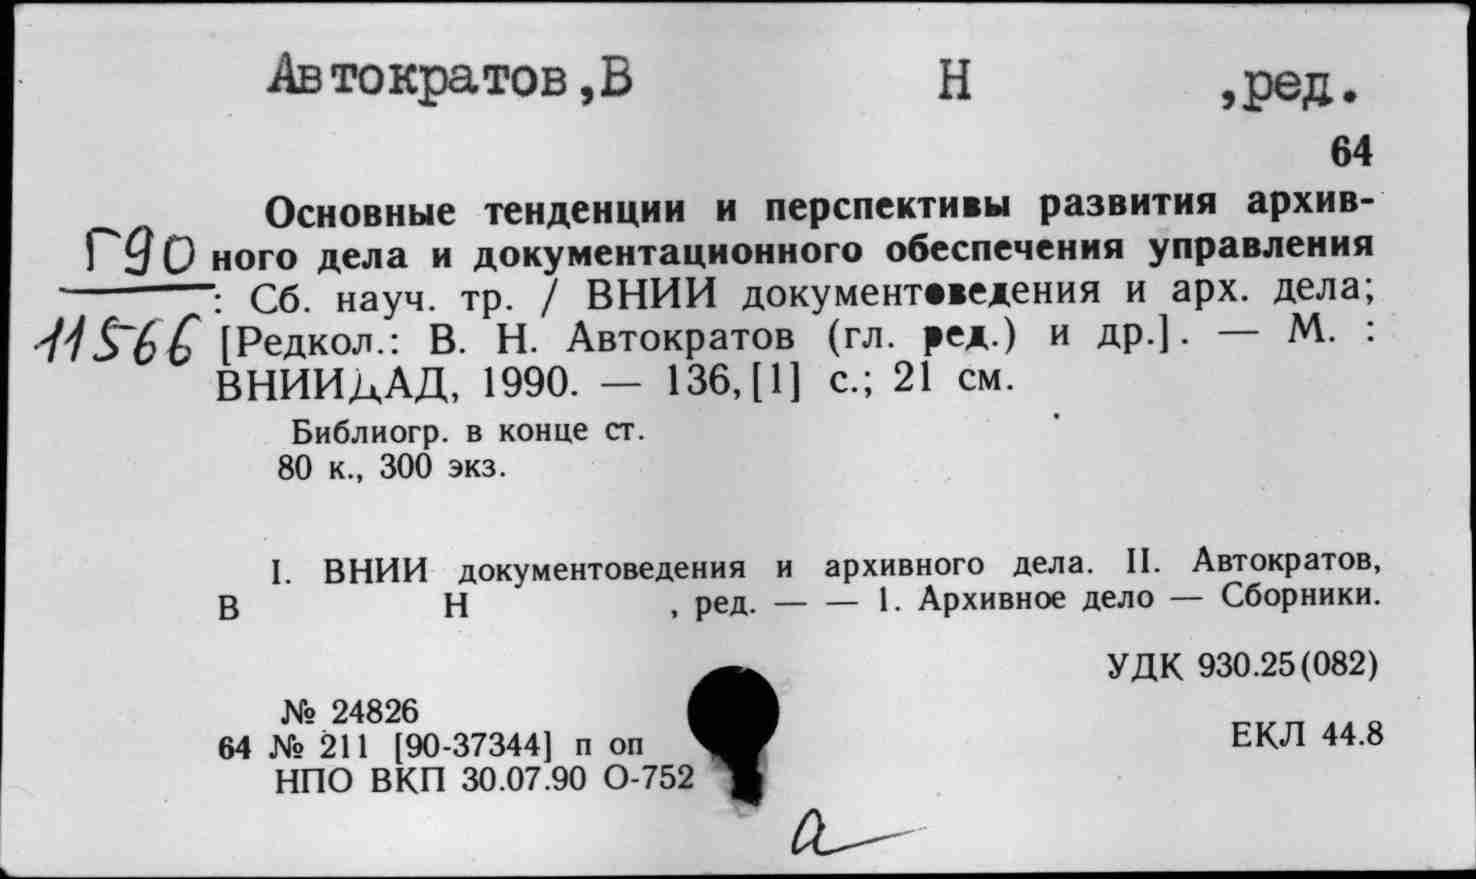 Автократов,В Н ,ред.
64
Основные тенденции и перспективы развития архив-
Г90 ного дела и документационного обеспечения управления
: Сб. науч. тр. / ВНИИ документоведения и арх. дела;
11566 [Редкол.: В. Н. Автократов (гл. ред.) и др.]. — М. :
ВНИИДАД, 1990. — 136,[1] с.; 21 см.
Библиогр. в конце ст.
80 к., 300 экз.
I. ВНИИ документоведения и архивного дела. II. Автократов,
В Н , ред. — — 1. Архивное дело — Сборники.
УДК 930.25(082)
№ 24826
64 № 211 [90-37344] п оп
ЕКЛ 44.8
НПО ВКП 30.07.90 О-752
а